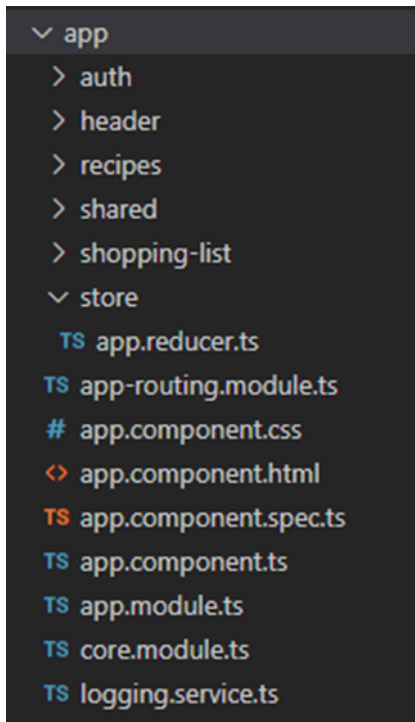 app
auth
header
recipes
shared
shopping-list
store
TS app.reducer.ts
TS app-routing.module.ts
# app.component.css
<> app.component.html
TS app.component.spec.ts
TS app.component.ts
TS app.module.ts
TS core.module.ts
TS logging.service.ts